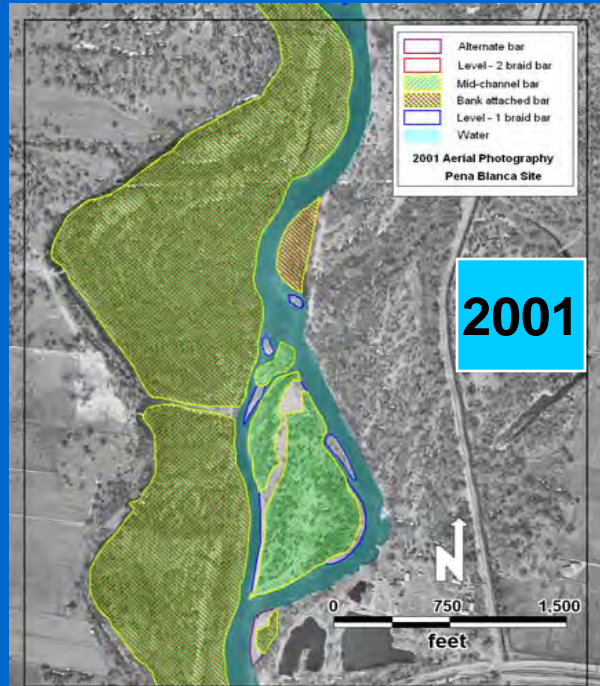 Alternate bar
Level - 2 braid bar
Mid-channel bar
Bank attached bar
Level - 1 braid bar
Water
2001 Aerial Photography
Pena Blanca Site
2001
N
0 750 1,500
feet